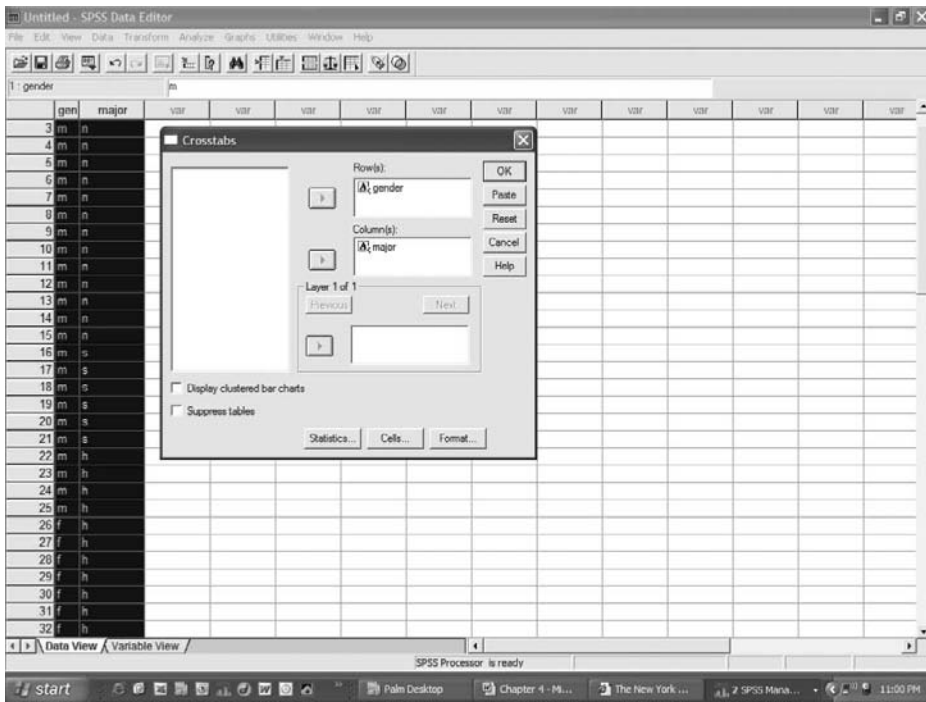 Untitled - SPSS Data Editor
File Edit View Data Transform Analyze Graphs Utilities Window Help
1 : gender m
gen major var var var var var var var var var var var var
3 m n
4 m n
5 m n
6 m n
7 m n
8 m n
9 m n
10 m n
11 m n
12 m n
13 m n
14 m n
15 m n
16 m s
17 m s
18 m s
19 m s
20 m s
21 m s
22 m h
23 m h
24 m h
25 m h
26 f h
27 f h
28 f h
29 f h
30 f h
31 f h
32 f h
Crosstabs
Row(s):
gender
Column(s):
major
Layer 1 of 1
Previous Next
Display clustered bar charts
Suppress tables
Statistics... Cells... Format...
OK
Paste
Reset
Cancel
Help
Data View Variable View
SPSS Processor is ready
start Palm Desktop Chapter 4 - M... The New York ... 2 SPSS Mana... 11:00 PM